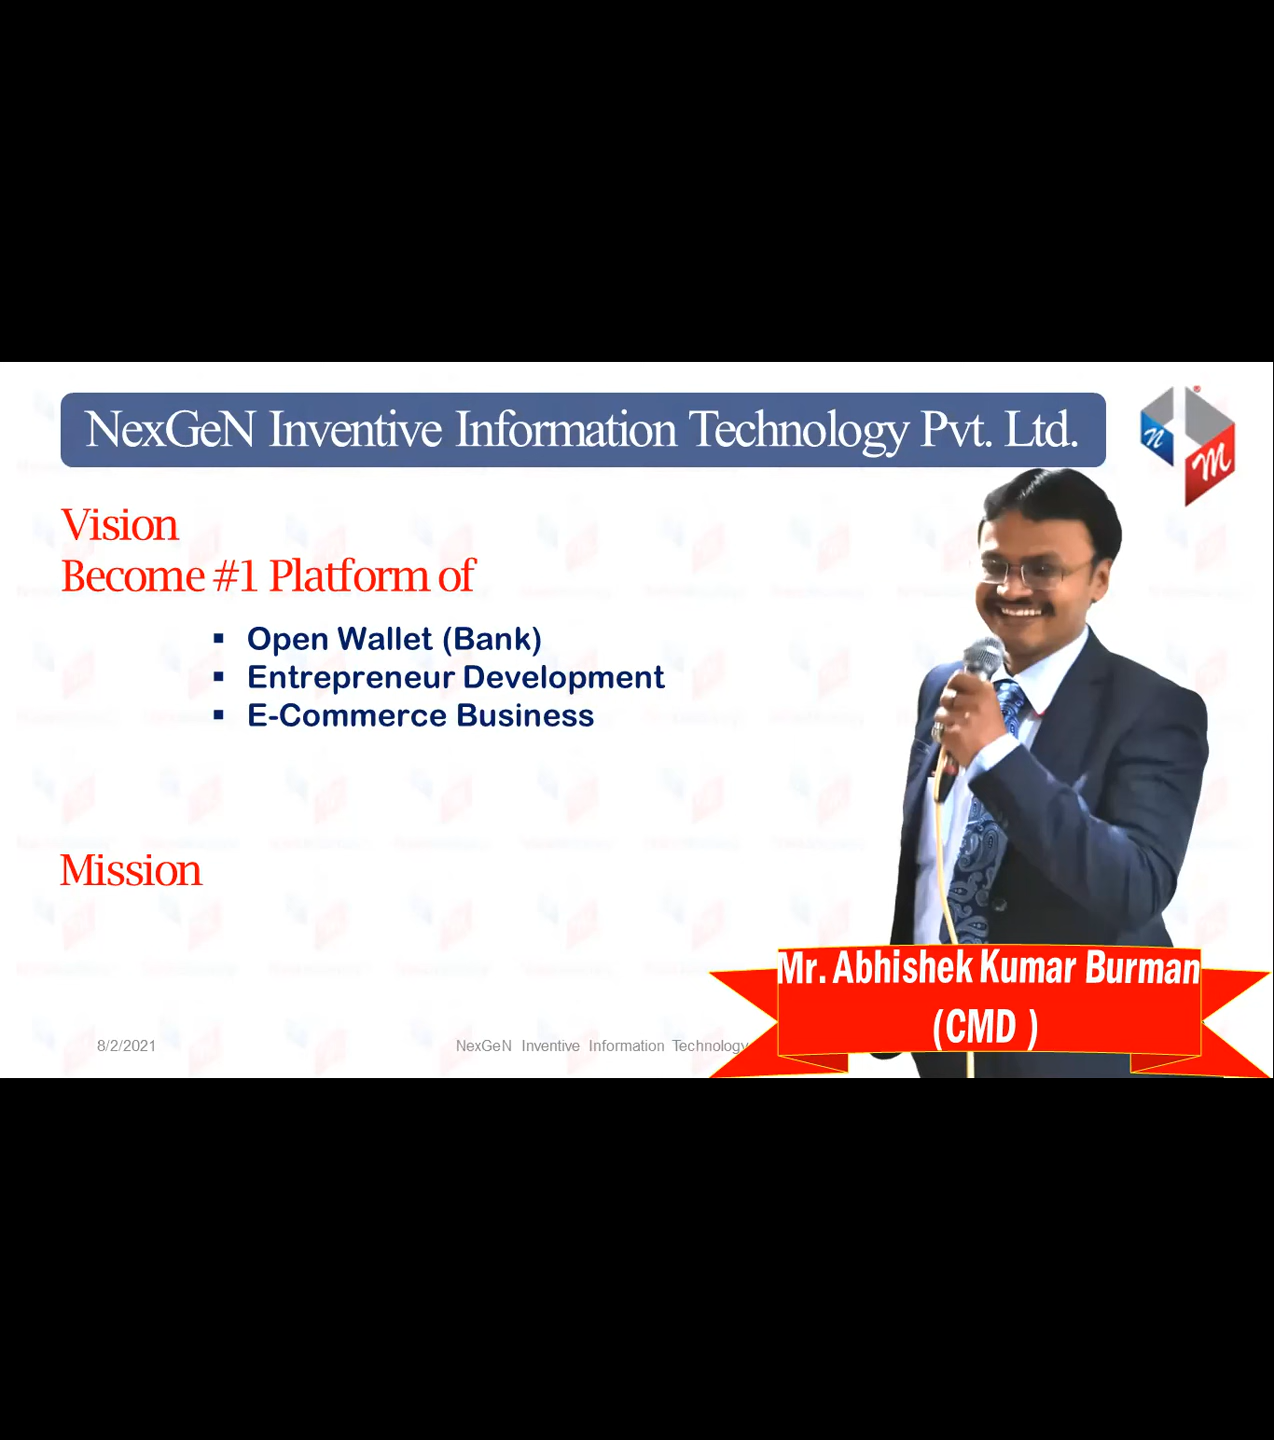 NexGeN Inventive Information Technology Pvt. Ltd.
n
m
®
Vision
Become #1 Platform of
▪ Open Wallet (Bank)
▪ Entrepreneur Development
▪ E-Commerce Business
Mission
Mr. Abhishek Kumar Burman
(CMD )
8/2/2021
NexGeN Inventive Information Technology